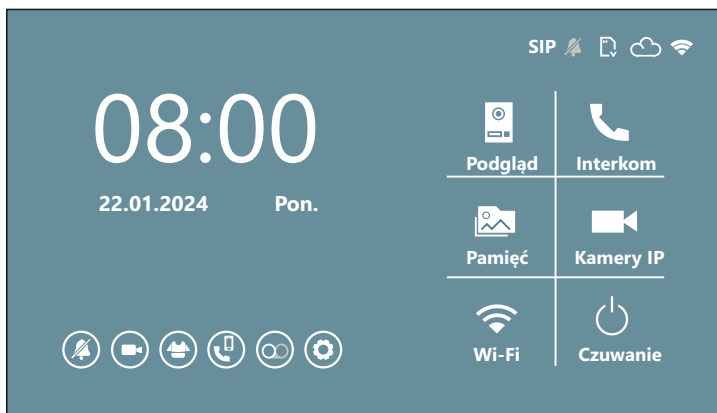 SIP
08:00
22.01.2024 Pon.
Podgląd Interkom
Pamięć Kamery IP
Wi-Fi Czuwanie